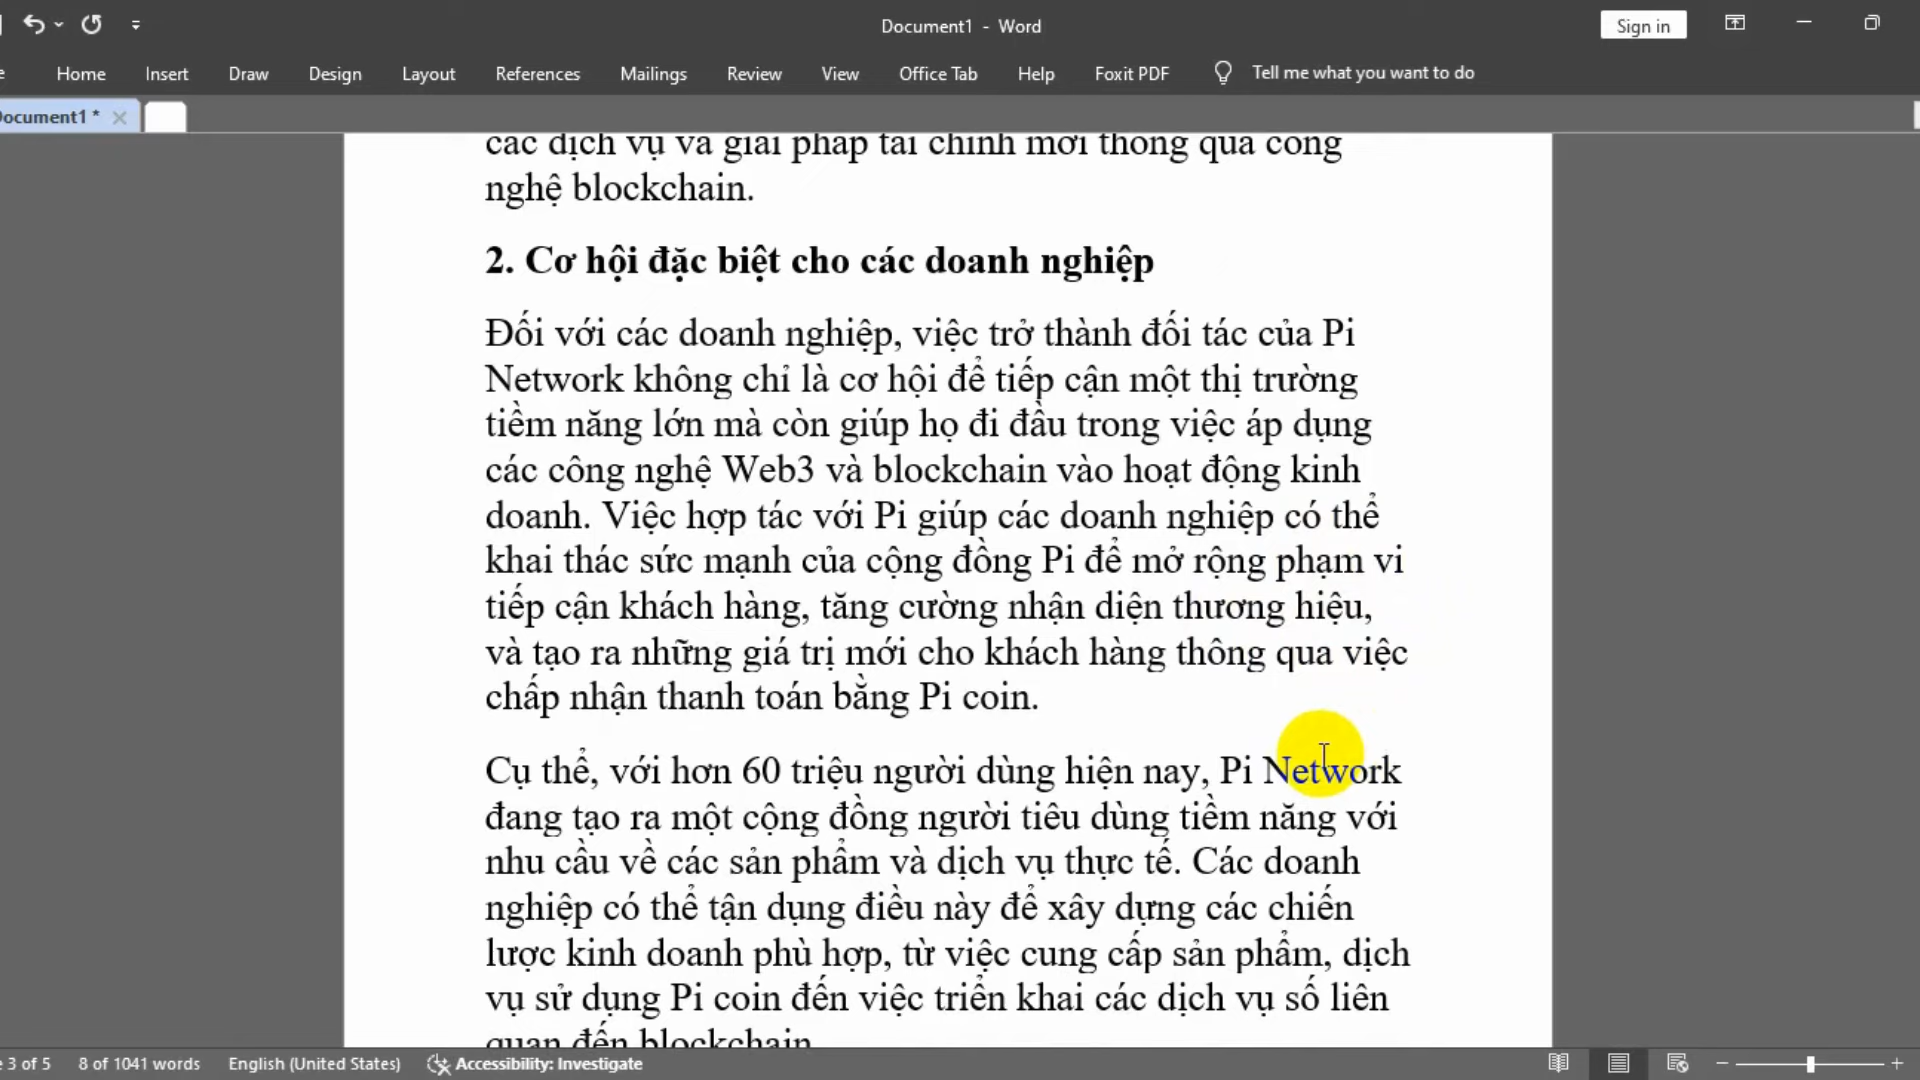 Document1 - Word
Sign in
Home Insert Draw Design Layout References Mailings Review View Office Tab Help Foxit PDF Tell me what you want to do
Document1 *
các dịch vụ và giải pháp tài chính mới thông qua công
nghệ blockchain.
2. Cơ hội đặc biệt cho các doanh nghiệp
Đối với các doanh nghiệp, việc trở thành đối tác của Pi
Network không chỉ là cơ hội để tiếp cận một thị trường
tiềm năng lớn mà còn giúp họ đi đầu trong việc áp dụng
các công nghệ Web3 và blockchain vào hoạt động kinh
doanh. Việc hợp tác với Pi giúp các doanh nghiệp có thể
khai thác sức mạnh của cộng đồng Pi để mở rộng phạm vi
tiếp cận khách hàng, tăng cường nhận diện thương hiệu,
và tạo ra những giá trị mới cho khách hàng thông qua việc
chấp nhận thanh toán bằng Pi coin.
Cụ thể, với hơn 60 triệu người dùng hiện nay, Pi Network
đang tạo ra một cộng đồng người tiêu dùng tiềm năng với
nhu cầu về các sản phẩm và dịch vụ thực tế. Các doanh
nghiệp có thể tận dụng điều này để xây dựng các chiến
lược kinh doanh phù hợp, từ việc cung cấp sản phẩm, dịch
vụ sử dụng Pi coin đến việc triển khai các dịch vụ số liên
quan đến blockchain
3 of 5 8 of 1041 words English (United States) Accessibility: Investigate